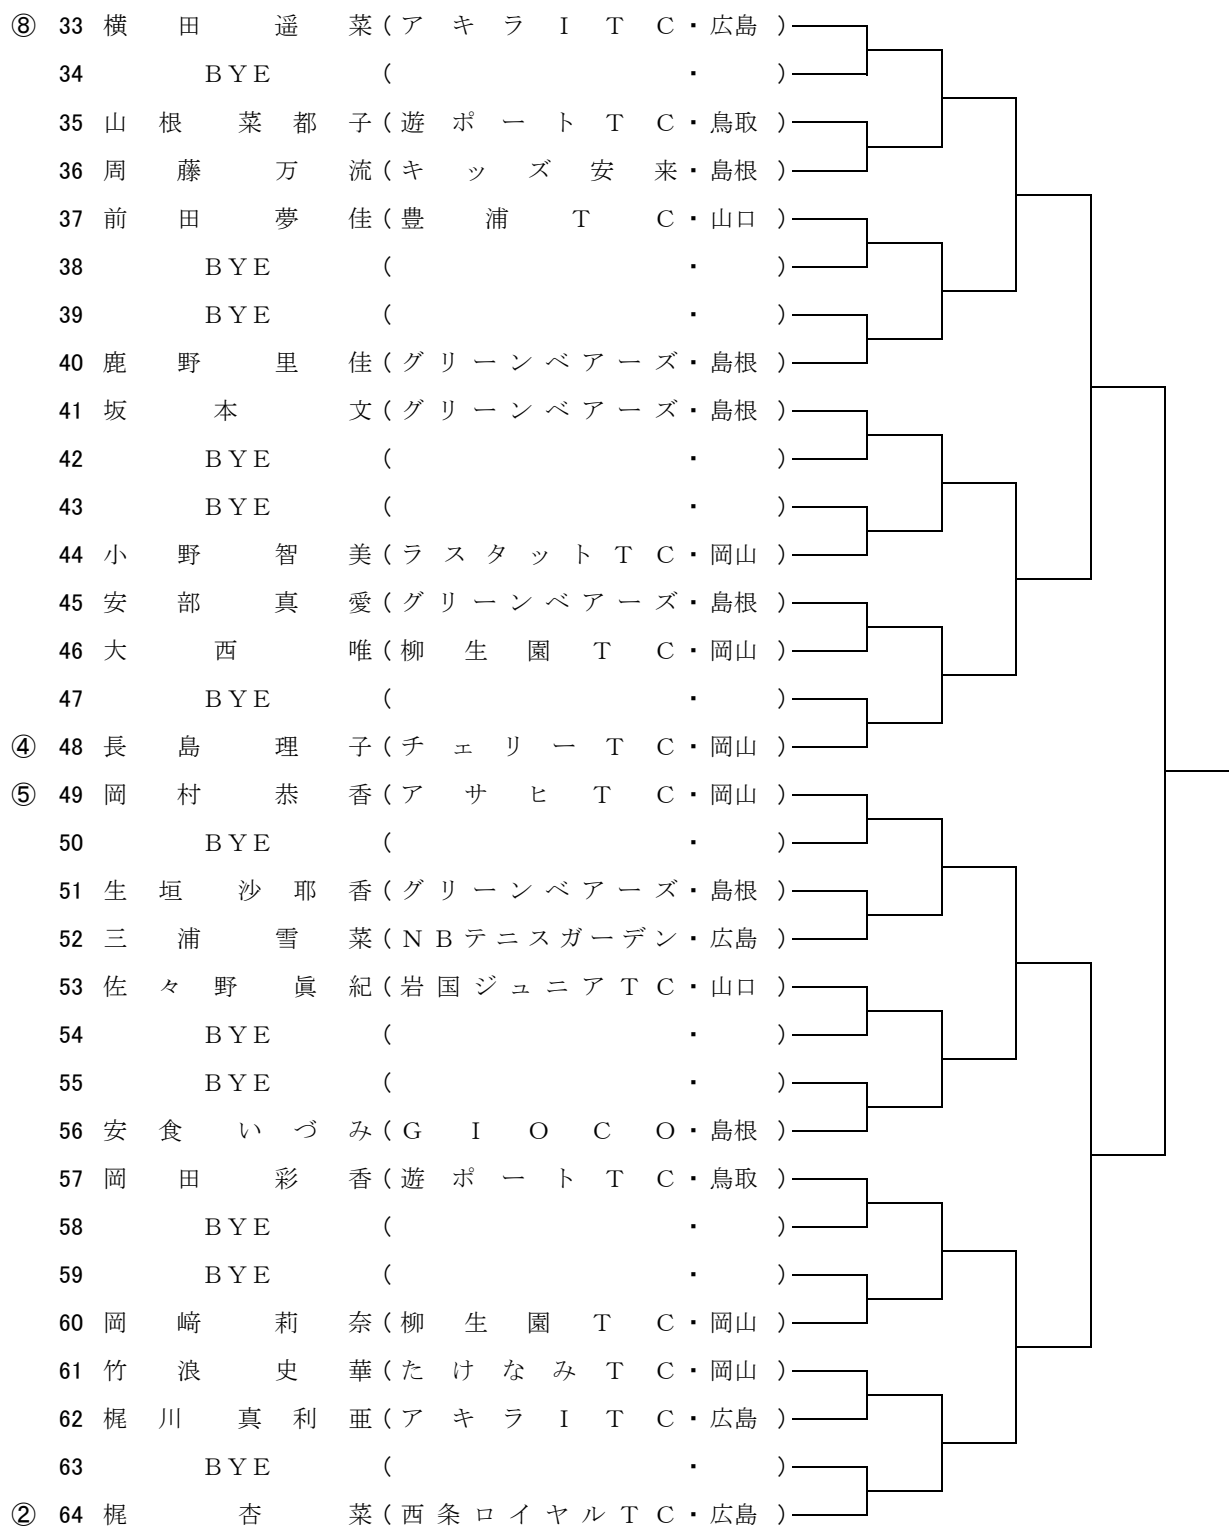 ⑧ 33 横田遥菜(アキラITC・広島)
34 BYE (・)
35 山根菜都子(遊ポートTC・鳥取)
36 周藤万流(キッズ安来・島根)
37 前田夢佳(豊浦TC・山口)
38 BYE (・)
39 BYE (・)
40 鹿野里佳(グリーンベアーズ・島根)
41 坂本文(グリーンベアーズ・島根)
42 BYE (・)
43 BYE (・)
44 小野智美(ラスタットTC・岡山)
45 安部真愛(グリーンベアーズ・島根)
46 大西唯(柳生園TC・岡山)
47 BYE (・)
④ 48 長島理子(チェリーTC・岡山)
⑤ 49 岡村恭香(アサヒTC・岡山)
50 BYE (・)
51 生垣沙耶香(グリーンベアーズ・島根)
52 三浦雪菜(NBテニスガーデン・広島)
53 佐々野眞紀(岩国ジュニアTC・山口)
54 BYE (・)
55 BYE (・)
56 安食いづみ(GIOCO・島根)
57 岡田彩香(遊ポートTC・鳥取)
58 BYE (・)
59 BYE (・)
60 岡﨑莉奈(柳生園TC・岡山)
61 竹浪史華(たけなみTC・岡山)
62 梶川真利亜(アキラITC・広島)
63 BYE (・)
② 64 梶杏菜(西条ロイヤルTC・広島)